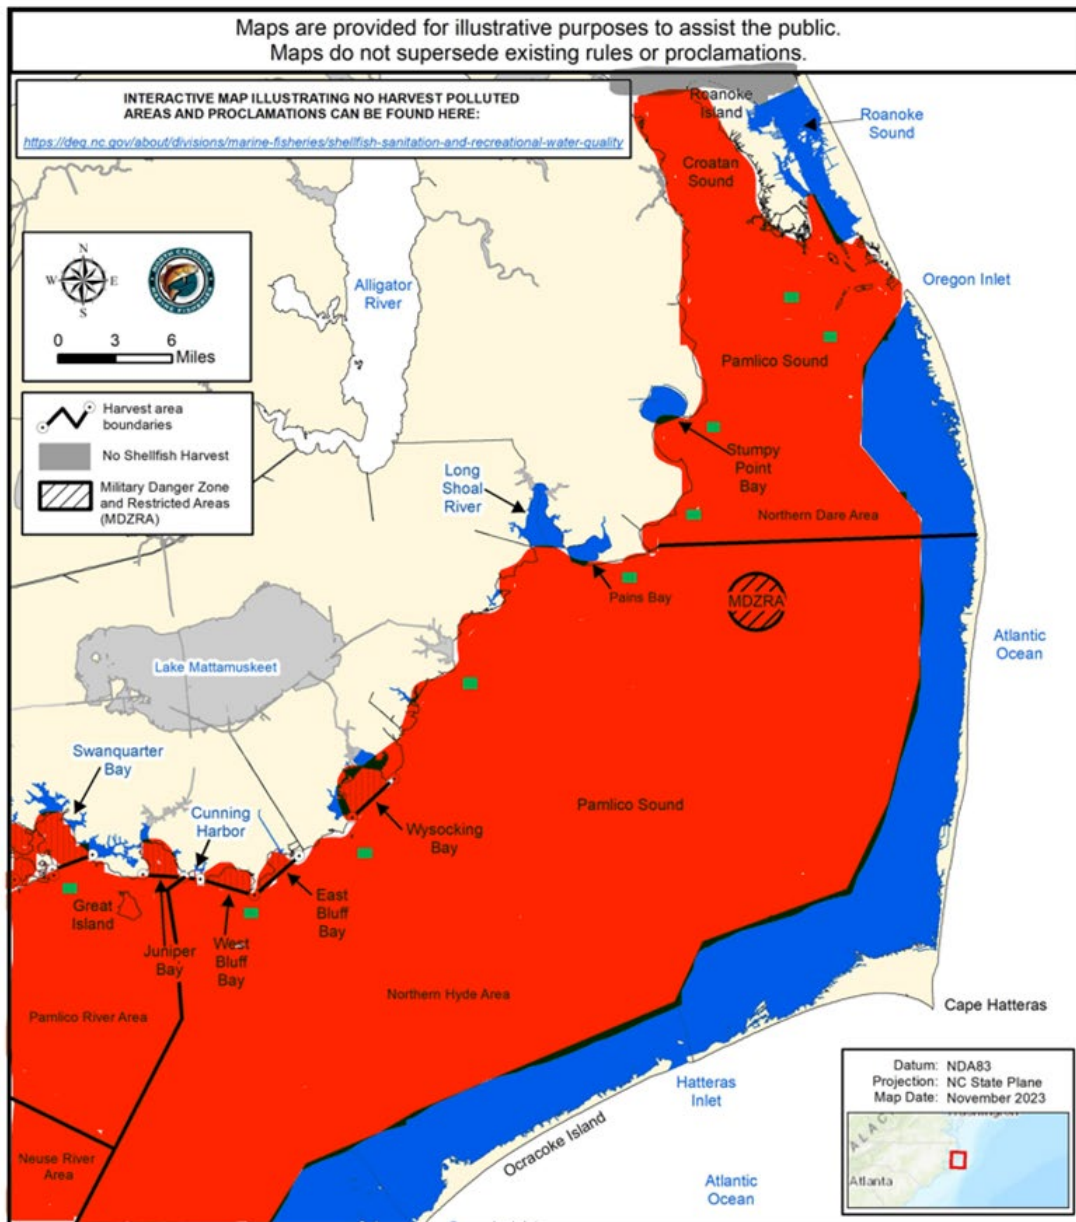 Maps are provided for illustrative purposes to assist the public.
Maps do not supersede existing rules or proclamations.
INTERACTIVE MAP ILLUSTRATING NO HARVEST POLLUTED
AREAS AND PROCLAMATIONS CAN BE FOUND HERE:
https://deq.nc.gov/about/divisions/marine-fisheries/shellfish-sanitation-and-recreational-water-quality
Roanoke
Island
Roanoke
Sound
Croatan
Sound
N
W
E
S
NORTH CAROLINA
MARINE FISHERIES
0 3 6
Miles
Alligator
River
Oregon Inlet
Pamlico Sound
Harvest area
boundaries
No Shellfish Harvest
Military Danger Zone
and Restricted Areas
(MDZRA)
Long
Shoal
River
Stumpy
Point
Bay
Northern Dare Area
Pains Bay
MDZRA
Atlantic
Ocean
Lake Mattamuskeet
Swanquarter
Bay
Cunning
Harbor
Pamlico Sound
Wysocking
Bay
Great
Island
East
Bluff
Bay
Juniper
Bay
West
Bluff
Bay
Northern Hyde Area
Pamlico River Area
Cape Hatteras
Hatteras
Inlet
Ocracoke Island
Neuse River
Area
Atlantic
Ocean
Datum: NDA83
Projection: NC State Plane
Map Date: November 2023
Atlanta